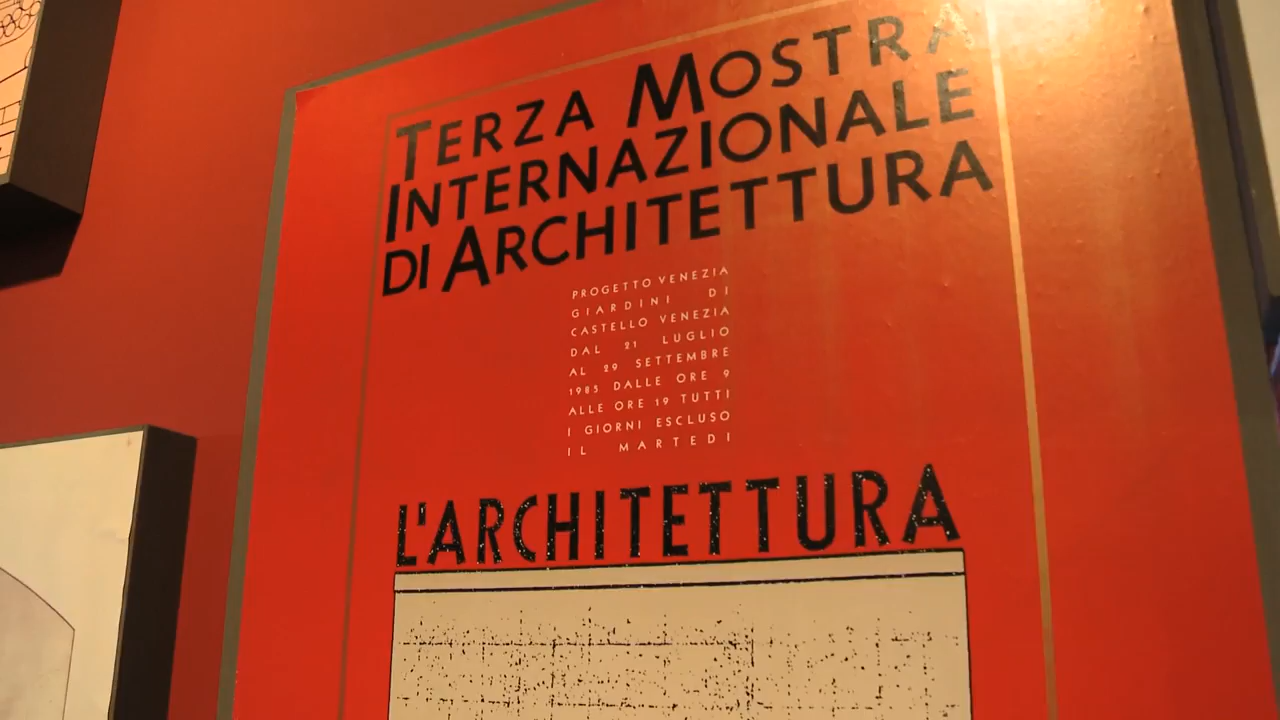 TERZA MOSTRA
INTERNAZIONALE
DI ARCHITETTURA
PROGETTO VENEZIA
GIARDINI DI
CASTELLO VENEZIA
DAL 21 LUGLIO
AL 29 SETTEMBRE
1985 DALLE ORE 9
ALLE ORE 19 TUTTI
I GIORNI ESCLUSO
IL MARTEDI
L'ARCHITETTURA